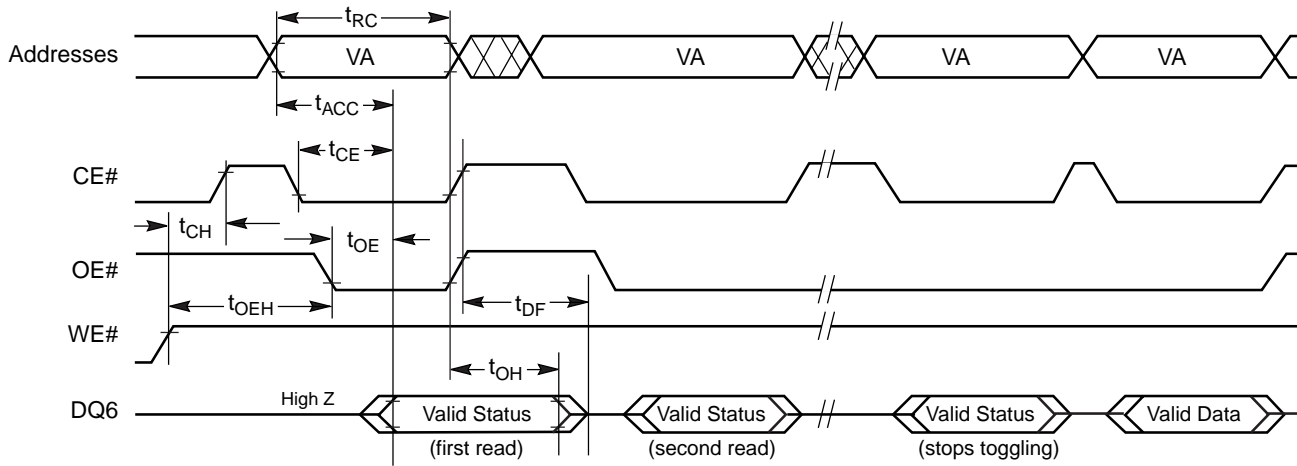 tRC
Addresses VA VA VA VA
tACC
tCE
CE#
tCH
tOE
OE#
tOEH
tDF
WE#
tOH
High Z
DQ6 Valid Status Valid Status Valid Status Valid Data
(first read) (second read) (stops toggling)